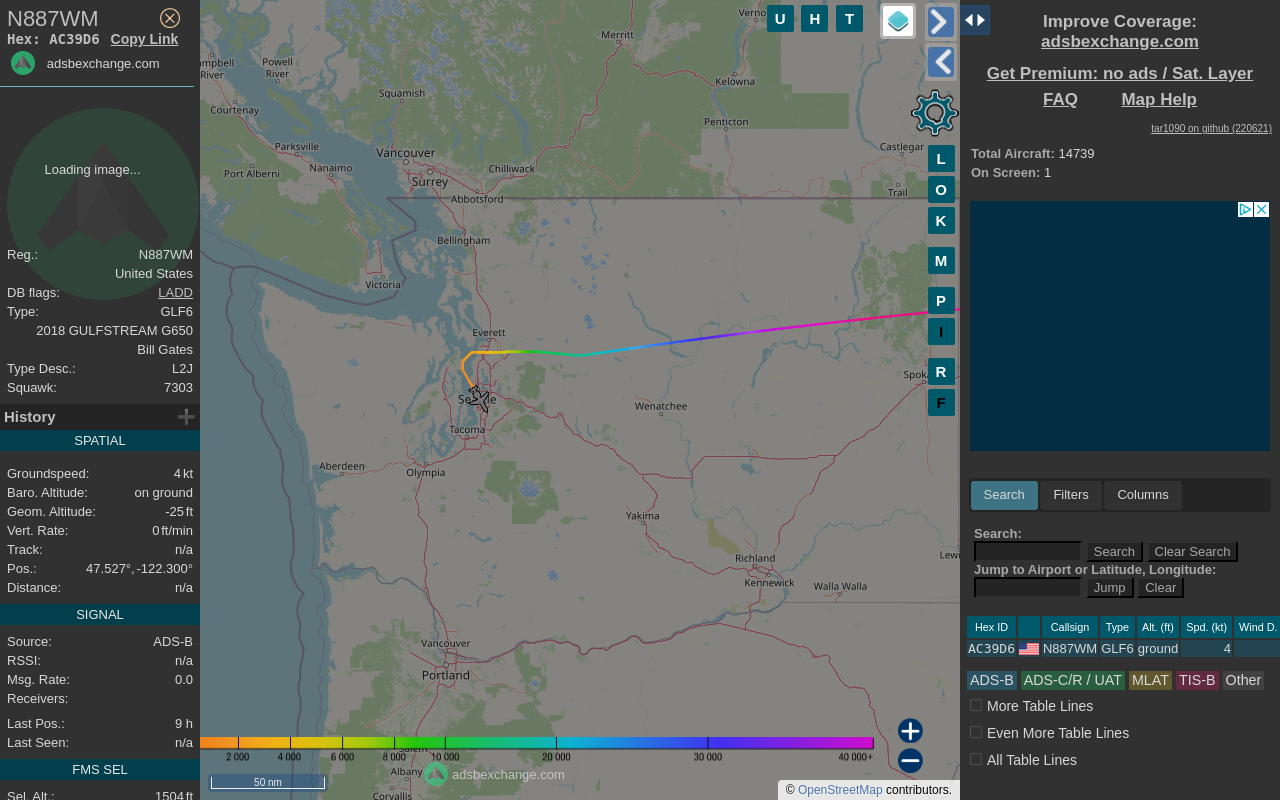 N887WM
Hex: AC39D6 Copy Link
adsbexchange.com
Loading image...
Reg.: N887WM
United States
DB flags: LADD
Type: GLF6
2018 GULFSTREAM G650
Bill Gates
Type Desc.: L2J
Squawk: 7303
History
SPATIAL
Groundspeed: 4 kt
Baro. Altitude: on ground
Geom. Altitude: -25 ft
Vert. Rate: 0 ft/min
Track: n/a
Pos.: 47.527°, -122.300°
Distance: n/a
SIGNAL
Source: ADS-B
RSSI: n/a
Msg. Rate: 0.0
Receivers:
Last Pos.: 9 h
Last Seen: n/a
FMS SEL
Sel. Alt.: 1504 ft
U H T
Merritt
Powell
River
River
Squamish
Kelowna
Courtenay
Penticton
Parksville
Vancouver
Castlegar
Port Alberni
Nanaimo
Chilliwack
Surrey
Abbotsford
Trail
Bellingham
Victoria
Everett
Wenatchee
Tacoma
Aberdeen
Olympia
Yakima
Richland
Kennewick
Walla Walla
Vancouver
Portland
Albany
Corvallis
L
O
K
M
P
I
R
F
2 000 4 000 6 000 8 000 10 000 20 000 30 000 40 000+
adsbexchange.com
50 nm
© OpenStreetMap contributors.
Improve Coverage:
adsbexchange.com
Get Premium: no ads / Sat. Layer
FAQ Map Help
tar1090 on github (220621)
Total Aircraft: 14739
On Screen: 1
Search Filters Columns
Search:
Search Clear Search
Jump to Airport or Latitude, Longitude:
Jump Clear
Hex ID Callsign Type Alt. (ft) Spd. (kt) Wind D.
AC39D6 N887WM GLF6 ground 4
ADS-B ADS-C/R / UAT MLAT TIS-B Other
More Table Lines
Even More Table Lines
All Table Lines